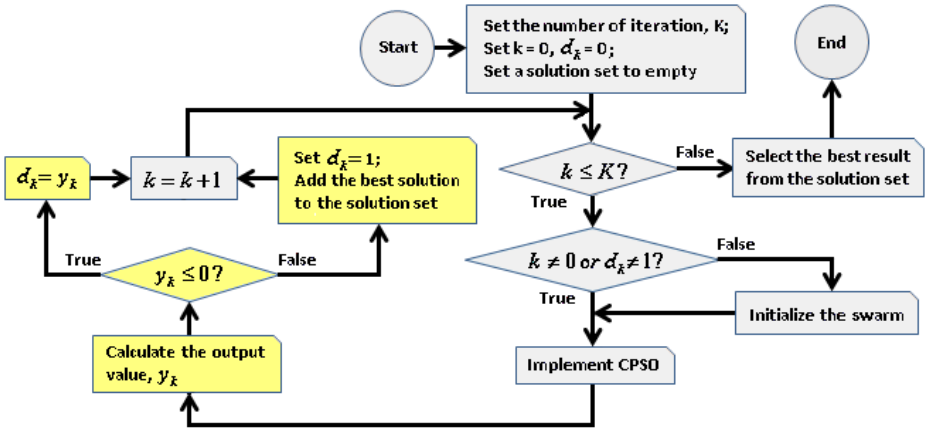 Start
Set the number of iteration, K;
Set k = 0, dₖ = 0;
Set a solution set to empty
End
k ≤ K?
False
True
Select the best result
from the solution set
k ≠ 0 or dₖ ≠ 1?
False
True
Initialize the swarm
Implement CPSO
Calculate the output
value, yₖ
yₖ ≤ 0?
True
False
dₖ = yₖ
Set dₖ = 1;
Add the best solution
to the solution set
k = k + 1